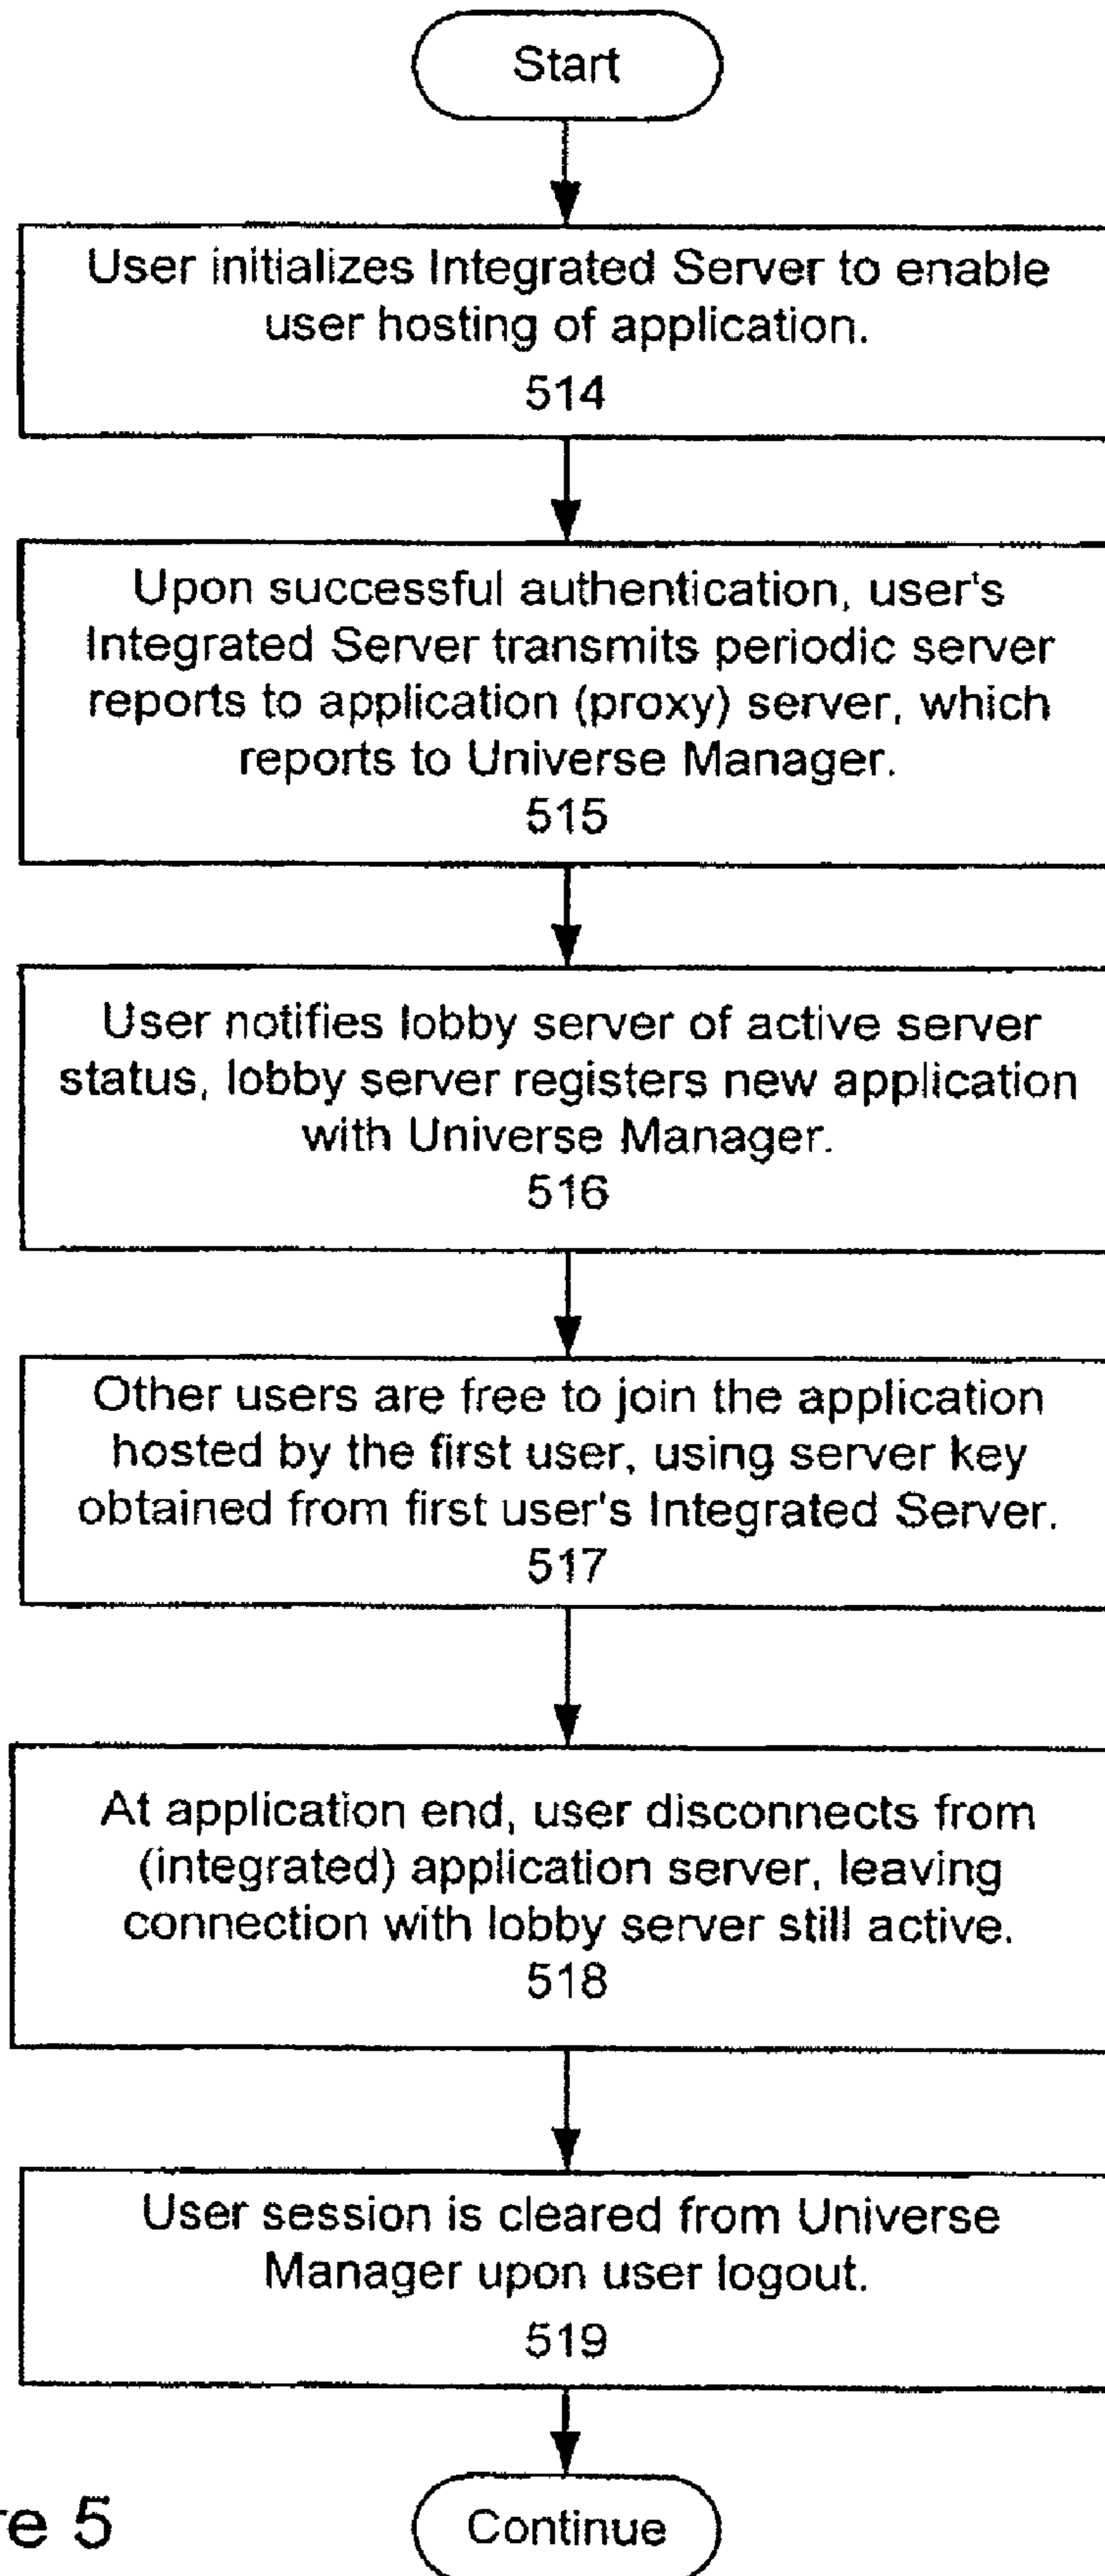 Start
User initializes Integrated Server to enable
user hosting of application.
514
Upon successful authentication, user's
Integrated Server transmits periodic server
reports to application (proxy) server, which
reports to Universe Manager.
515
User notifies lobby server of active server
status, lobby server registers new application
with Universe Manager.
516
Other users are free to join the application
hosted by the first user, using server key
obtained from first user's Integrated Server.
517
At application end, user disconnects from
(integrated) application server, leaving
connection with lobby server still active.
518
User session is cleared from Universe
Manager upon user logout.
519
re 5
Continue